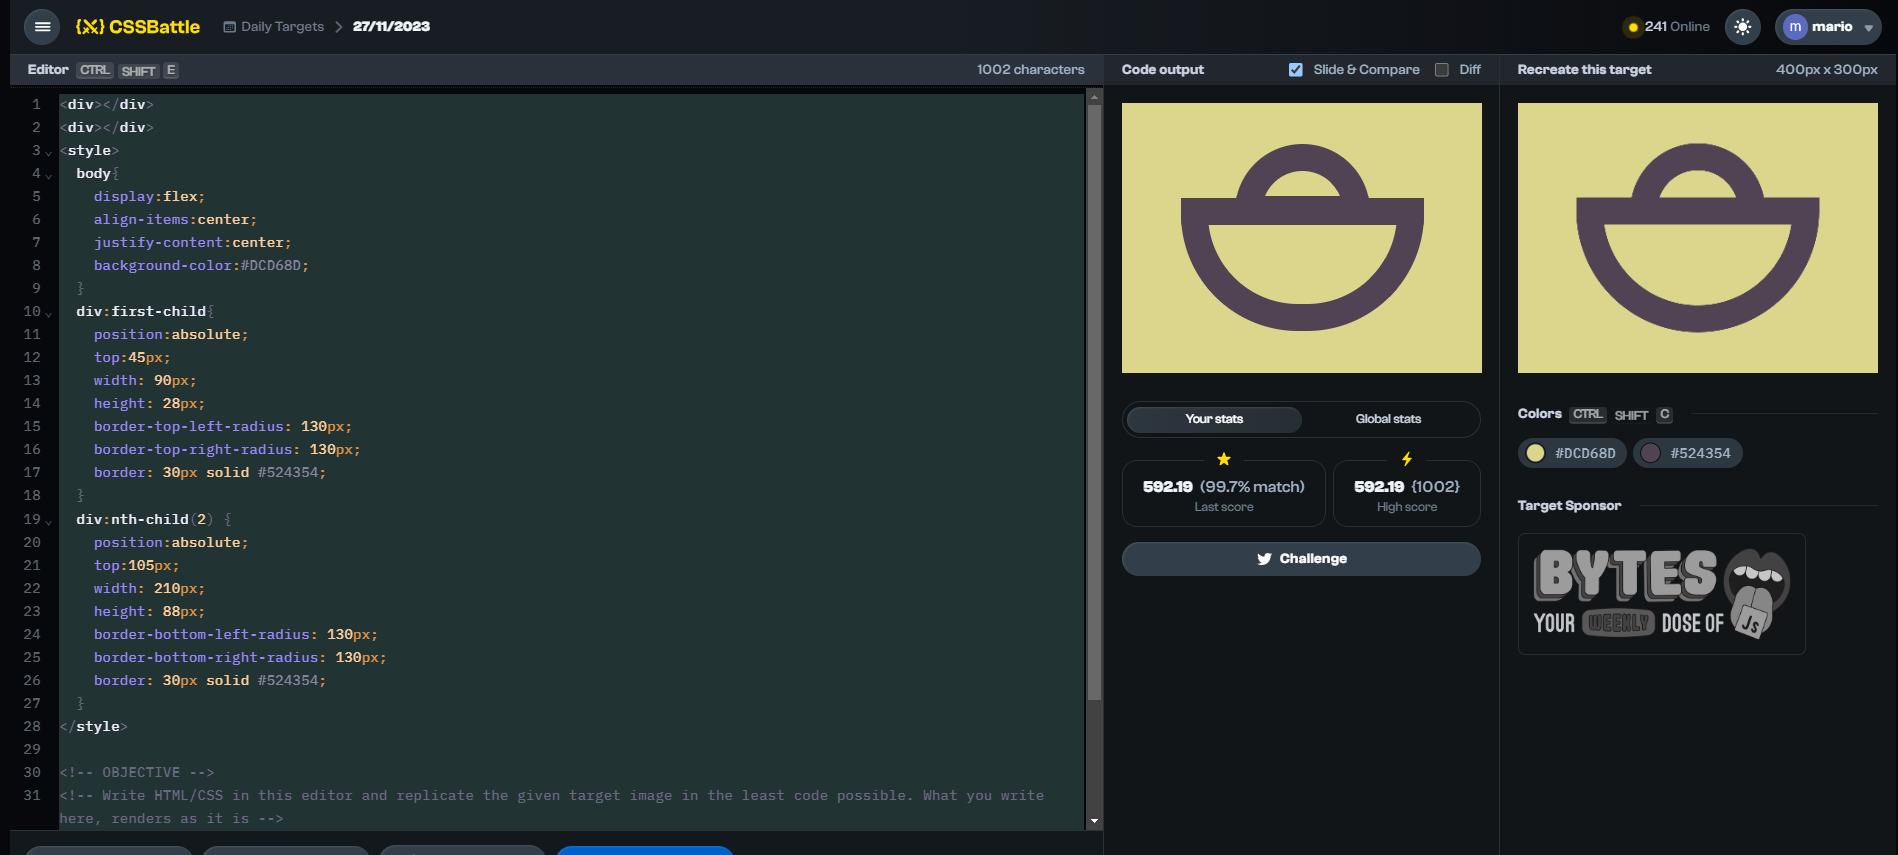 CSSBattle
Daily Targets > 27/11/2023
241 Online
mario
Editor CTRL SHIFT E
1002 characters
Code output
Slide & Compare
Diff
Recreate this target
400px x 300px
1 <div></div>
2 <div></div>
3 <style>
4 body{
5 display:flex;
6 align-items:center;
7 justify-content:center;
8 background-color:#DCD68D;
9 }
10 div:first-child{
11 position:absolute;
12 top:45px;
13 width: 90px;
14 height: 28px;
15 border-top-left-radius: 130px;
16 border-top-right-radius: 130px;
17 border: 30px solid #524354;
18 }
19 div:nth-child(2) {
20 position:absolute;
21 top:105px;
22 width: 210px;
23 height: 88px;
24 border-bottom-left-radius: 130px;
25 border-bottom-right-radius: 130px;
26 border: 30px solid #524354;
27 }
28 </style>
29
30 <!-- OBJECTIVE -->
31 <!-- Write HTML/CSS in this editor and replicate the given target image in the least code possible. What you write
here, renders as it is -->
Your stats
Global stats
592.19 (99.7% match)
Last score
592.19 {1002}
High score
Challenge
Colors CTRL SHIFT C
#DCD68D
#524354
Target Sponsor
BYTES
YOUR WEEKLY DOSE OF JS